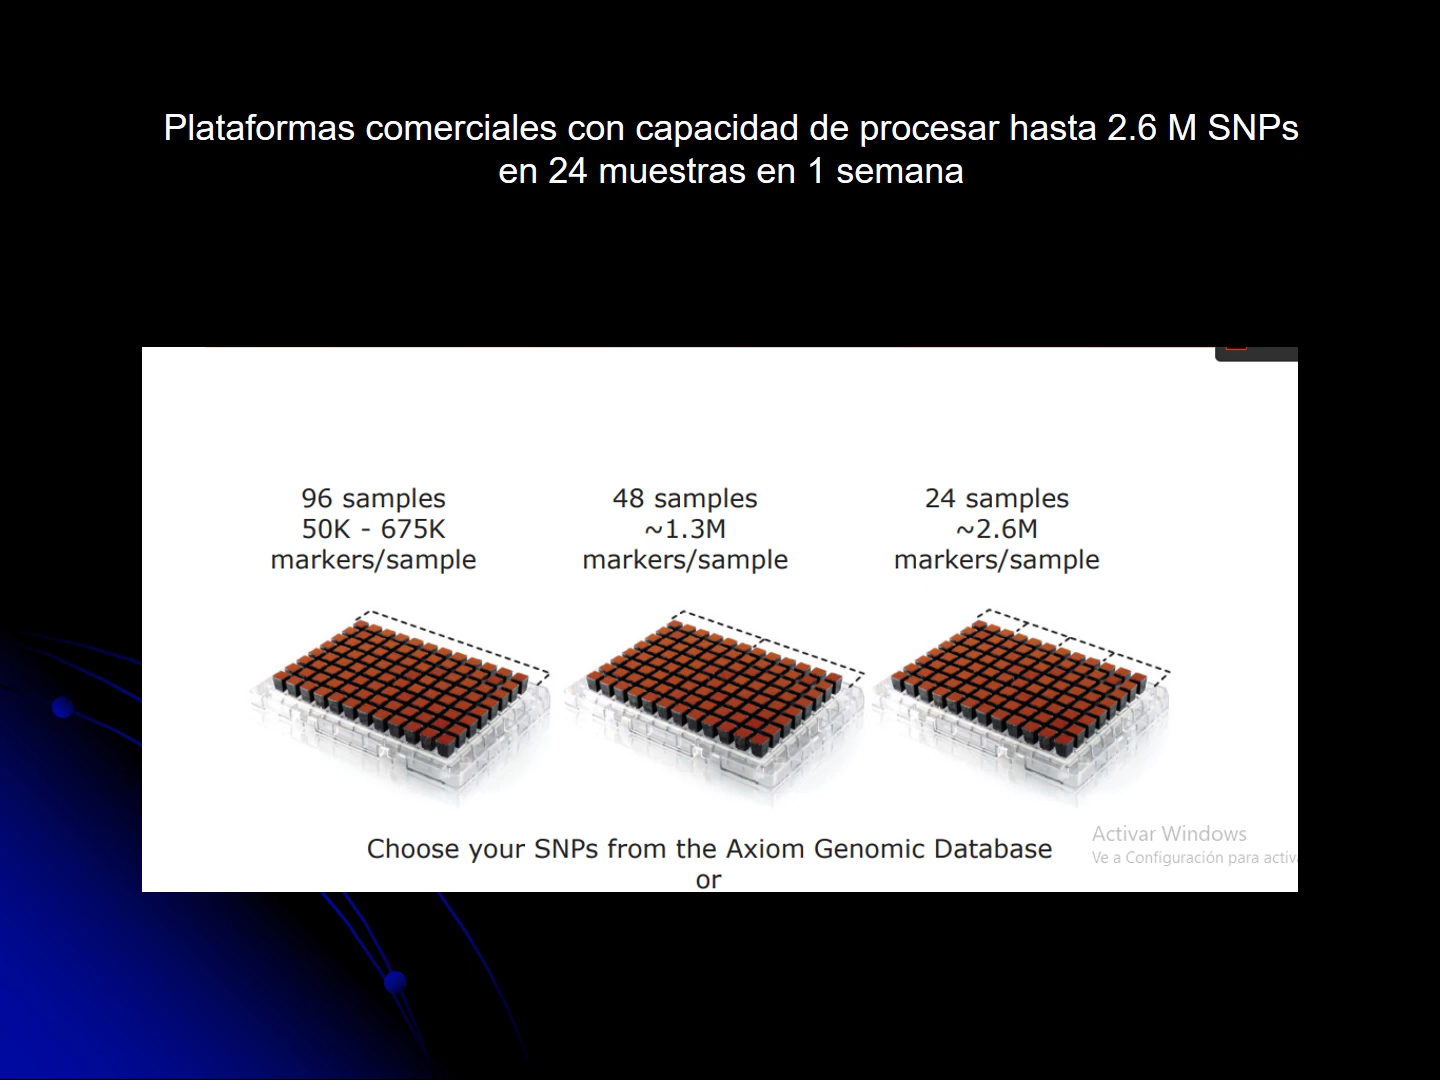 Plataformas comerciales con capacidad de procesar hasta 2.6 M SNPs
en 24 muestras en 1 semana
96 samples
50K - 675K
markers/sample
48 samples
~1.3M
markers/sample
24 samples
~2.6M
markers/sample
Choose your SNPs from the Axiom Genomic Database
or
Activar Windows
Ve a Configuración para